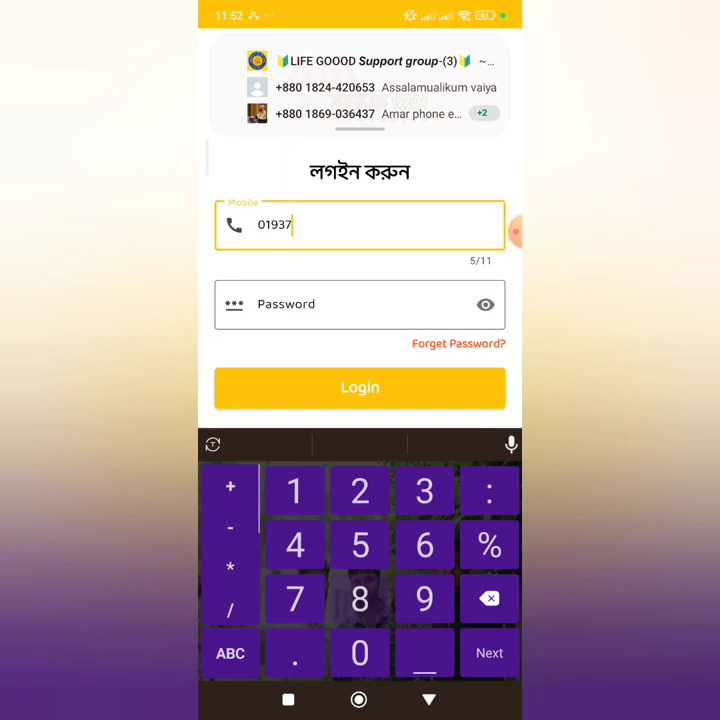 11:52
🔰LIFE GOOOD Support group-(3)🔰 ~...
+880 1824-420653 Assalamualikum vaiya
+880 1869-036437 Amar phone e... +2
লগইন করুন
Mobile
01937
5/11
Password
Forget Password?
Login
+ 1 2 3 :
- 4 5 6 %
* 7 8 9
/
ABC . 0 _ Next